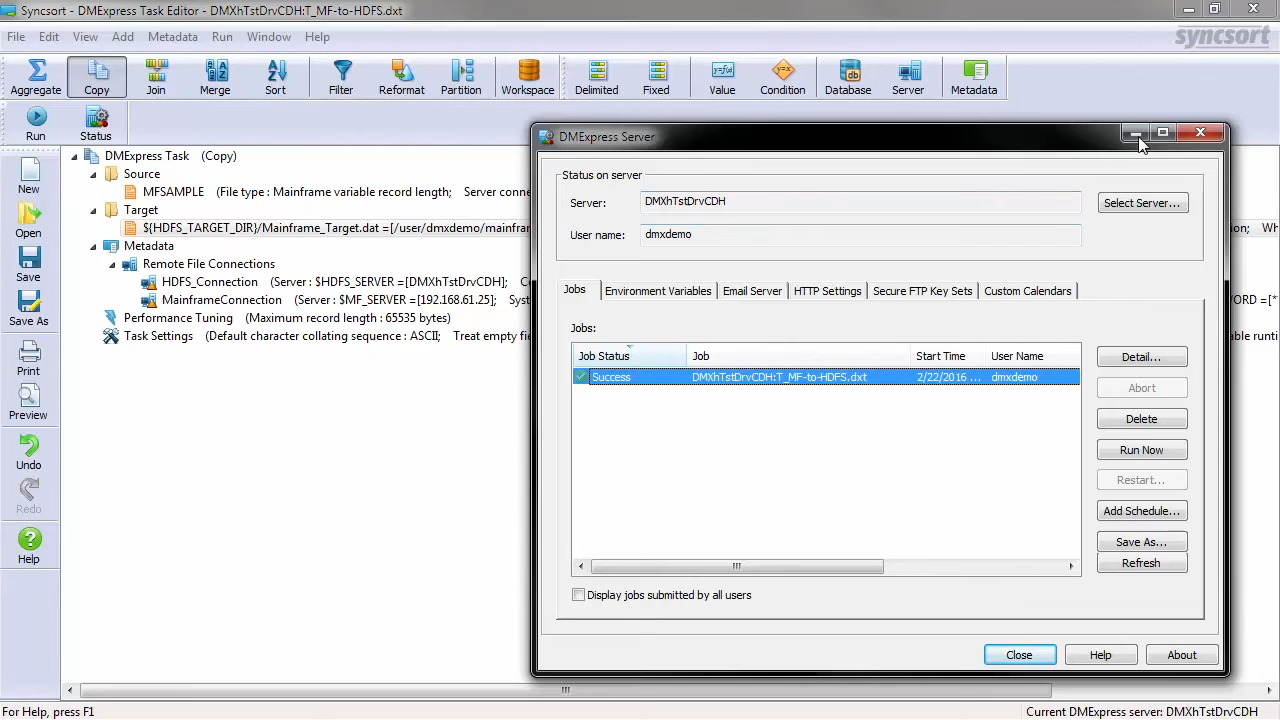 Syncsort - DMExpress Task Editor - DMXhTstDrvCDH:T_MF-to-HDFS.dxt
File Edit View Add Metadata Run Window Help
syncsort
Aggregate Copy Join Merge Sort Filter Reformat Partition Workspace Delimited Fixed Value Condition Database Server Metadata
Run Status
New
Open
Save
Save As
Print
Preview
Undo
Redo
Help
DMExpress Task (Copy)
Source
MFSAMPLE (File type : Mainframe variable record length; Server conne
Target
${HDFS_TARGET_DIR}/Mainframe_Target.dat =[/user/dmxdemo/mainfran
ion; Wh
Metadata
Remote File Connections
HDFS_Connection (Server : $HDFS_SERVER =[DMXhTstDrvCDH]; Co
MainframeConnection (Server : $MF_SERVER =[192.168.61.25]; Syst
WORD =[*
Performance Tuning (Maximum record length : 65535 bytes)
Task Settings (Default character collating sequence : ASCII; Treat empty fie
able runtin
DMExpress Server
Status on server
Server: DMXhTstDrvCDH Select Server...
User name: dmxdemo
Jobs Environment Variables Email Server HTTP Settings Secure FTP Key Sets Custom Calendars
Jobs:
Job Status Job Start Time User Name
Success DMXhTstDrvCDH:T_MF-to-HDFS.dxt 2/22/2016 ... dmxdemo
Detail...
Abort
Delete
Run Now
Restart...
Add Schedule...
Save As...
Refresh
Display jobs submitted by all users
Close Help About
For Help, press F1
Current DMExpress server: DMXhTstDrvCDH